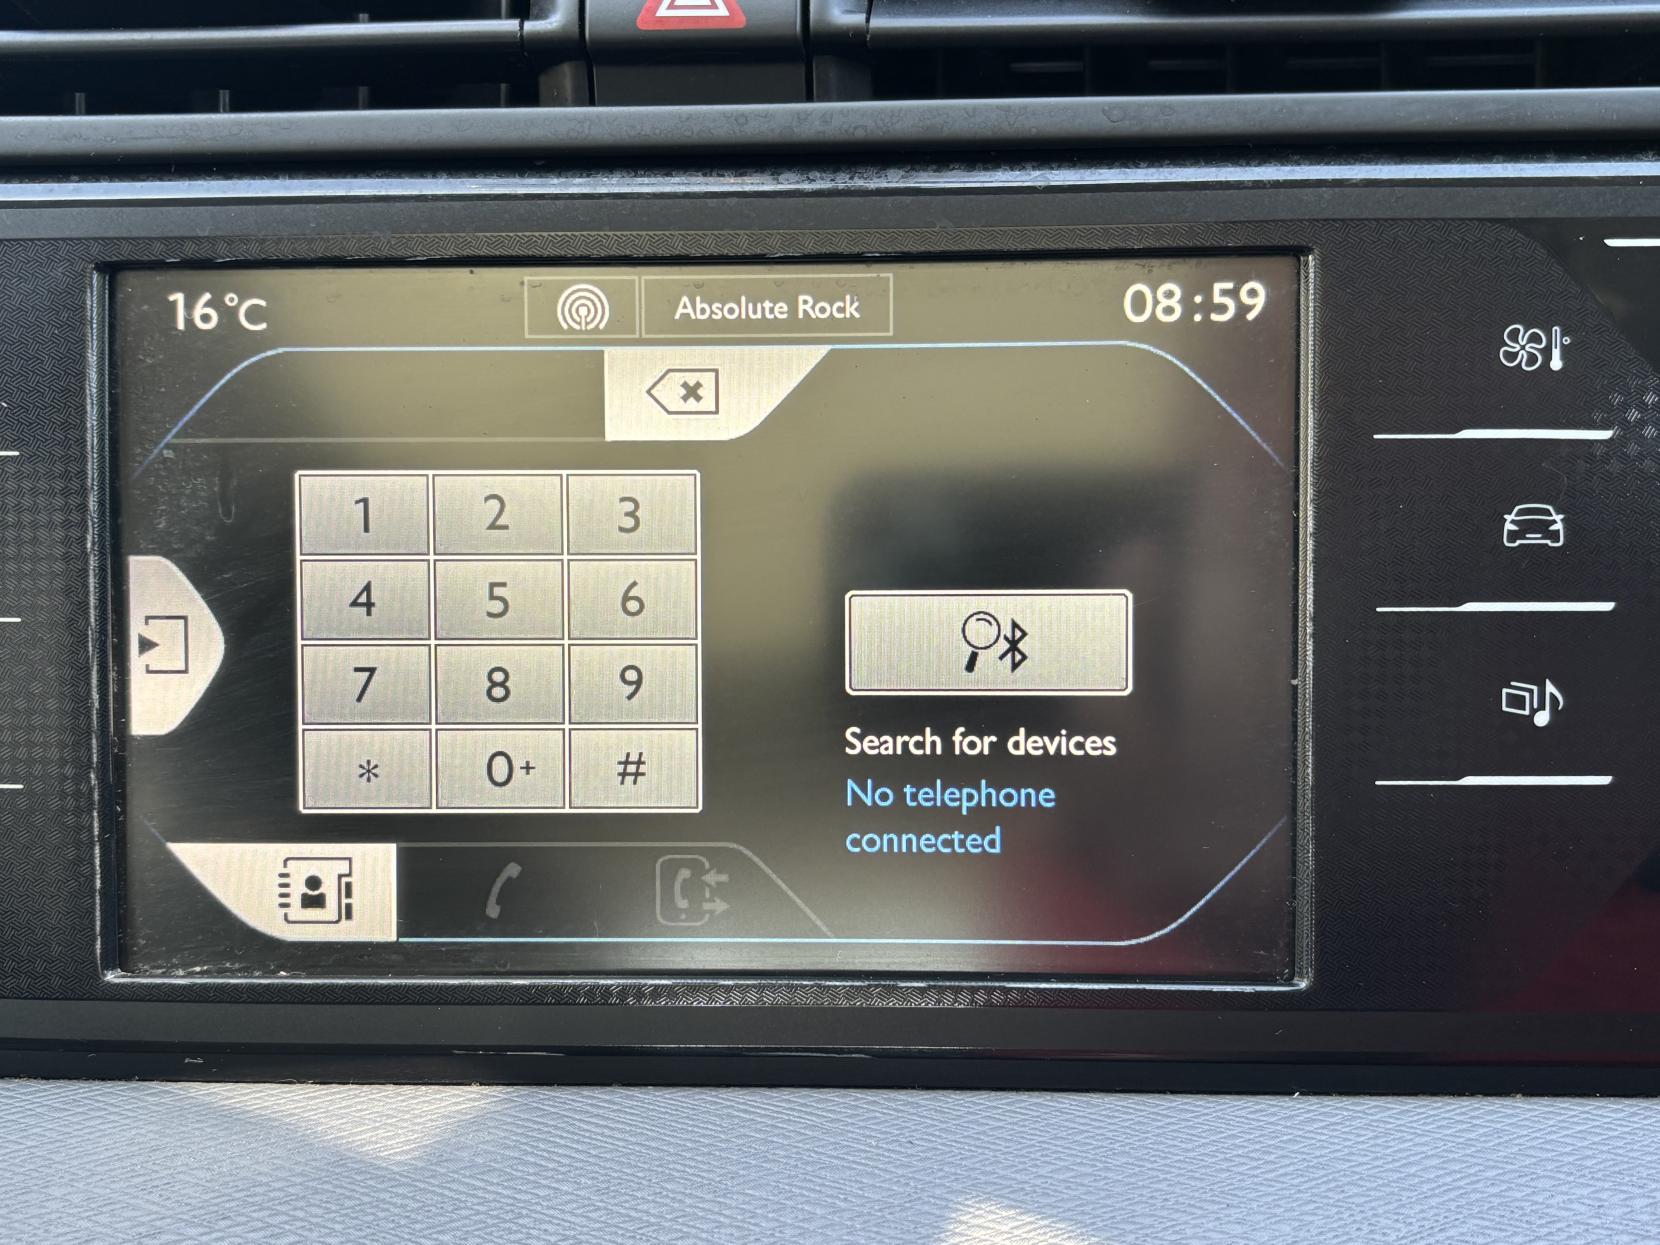 16°C
Absolute Rock
08:59
1 2 3
4 5 6
7 8 9
* 0+ #
Search for devices
No telephone
connected